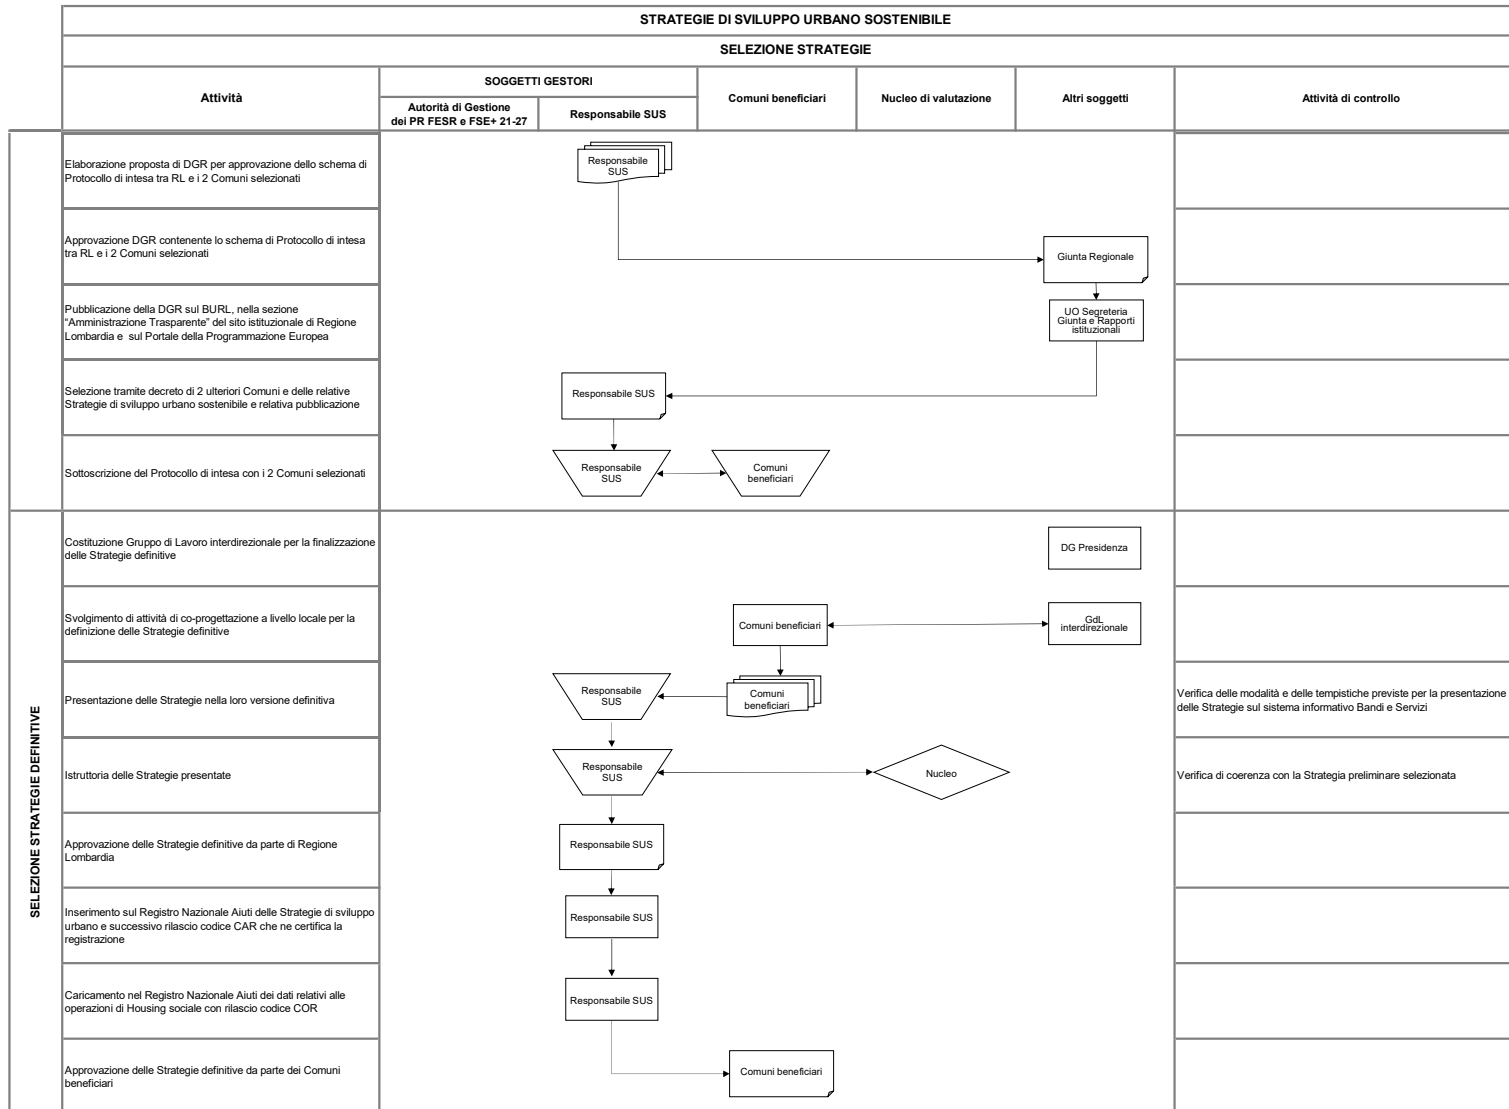 STRATEGIE DI SVILUPPO URBANO SOSTENIBILE
SELEZIONE STRATEGIE
Attività
SOGGETTI GESTORI
Autorità di Gestione
dei PR FESR e FSE+ 21-27
Responsabile SUS
Comuni beneficiari
Nucleo di valutazione
Altri soggetti
Attività di controllo
Elaborazione proposta di DGR per approvazione dello schema di
Protocollo di intesa tra RL e i 2 Comuni selezionati
Responsabile
SUS
Approvazione DGR contenente lo schema di Protocollo di intesa
tra RL e i 2 Comuni selezionati
Giunta Regionale
Pubblicazione della DGR sul BURL, nella sezione
“Amministrazione Trasparente” del sito istituzionale di Regione
Lombardia e sul Portale della Programmazione Europea
UO Segreteria
Giunta e Rapporti
istituzionali
Selezione tramite decreto di 2 ulteriori Comuni e delle relative
Strategie di sviluppo urbano sostenibile e relativa pubblicazione
Responsabile SUS
Sottoscrizione del Protocollo di intesa con i 2 Comuni selezionati
Responsabile
SUS
Comuni
beneficiari
SELEZIONE STRATEGIE DEFINITIVE
Costituzione Gruppo di Lavoro interdirezionale per la finalizzazione
delle Strategie definitive
DG Presidenza
Svolgimento di attività di co-progettazione a livello locale per la
definizione delle Strategie definitive
Comuni beneficiari
GdL
interdirezionale
Presentazione delle Strategie nella loro versione definitiva
Responsabile
SUS
Comuni
beneficiari
Verifica delle modalità e delle tempistiche previste per la presentazione
delle Strategie sul sistema informativo Bandi e Servizi
Istruttoria delle Strategie presentate
Responsabile
SUS
Nucleo
Verifica di coerenza con la Strategia preliminare selezionata
Approvazione delle Strategie definitive da parte di Regione
Lombardia
Responsabile SUS
Inserimento sul Registro Nazionale Aiuti delle Strategie di sviluppo
urbano e successivo rilascio codice CAR che ne certifica la
registrazione
Responsabile SUS
Caricamento nel Registro Nazionale Aiuti dei dati relativi alle
operazioni di Housing sociale con rilascio codice COR
Responsabile SUS
Approvazione delle Strategie definitive da parte dei Comuni
beneficiari
Comuni beneficiari